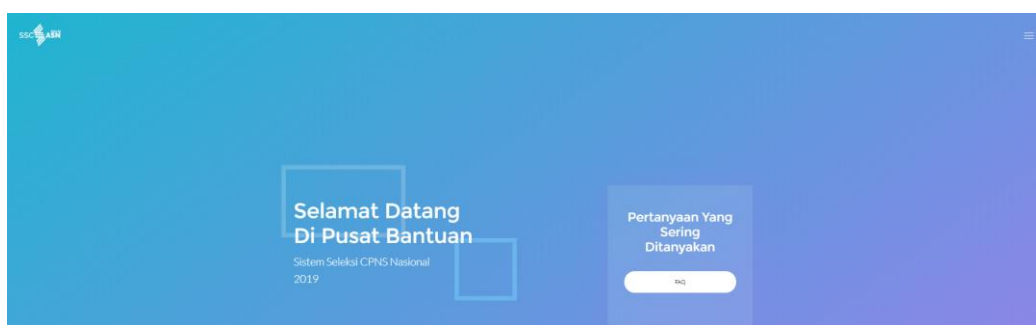 SSC ASN
Selamat Datang
Di Pusat Bantuan
Sistem Seleksi CPNS Nasional
2019
Pertanyaan Yang
Sering
Ditanyakan
FAQ